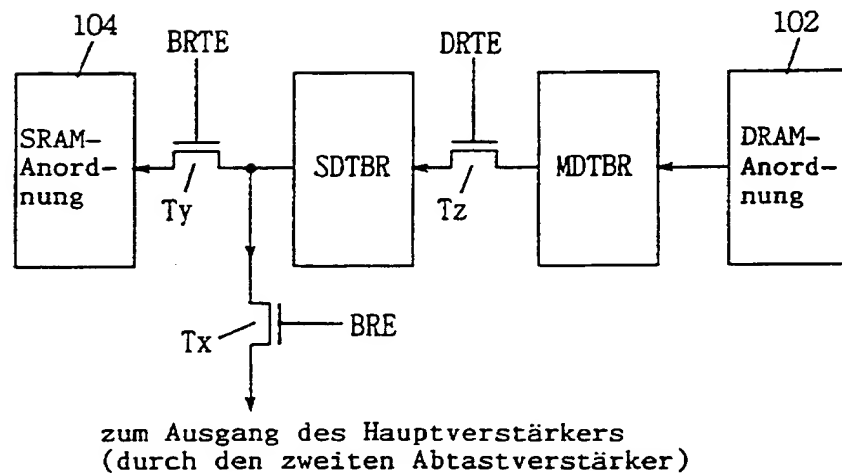 104
BRTE
DRTE
102
SRAM-
Anord-
nung
SDTBR
MDTBR
DRAM-
Anord-
nung
Ty
Tz
Tx
BRE
zum Ausgang des Hauptverstärkers
(durch den zweiten Abtastverstärker)